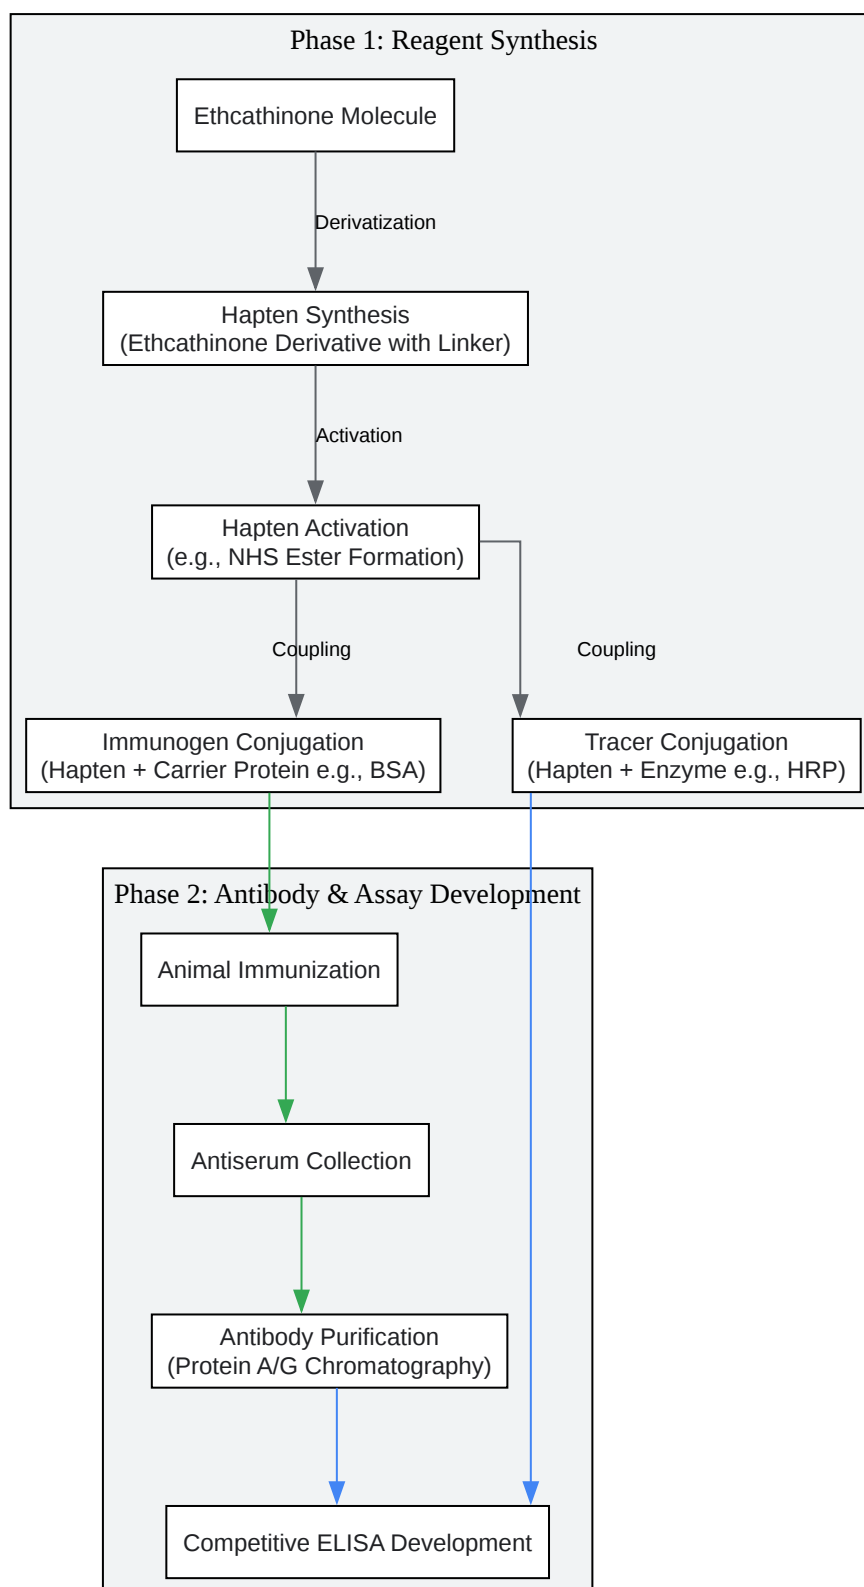 Phase 1: Reagent Synthesis
Ethcathinone Molecule
Derivatization
Hapten Synthesis
(Ethcathinone Derivative with Linker)
Activation
Hapten Activation
(e.g., NHS Ester Formation)
Coupling
Coupling
Immunogen Conjugation
(Hapten + Carrier Protein e.g., BSA)
Tracer Conjugation
(Hapten + Enzyme e.g., HRP)
Phase 2: Antibody & Assay Development
Animal Immunization
Antiserum Collection
Antibody Purification
(Protein A/G Chromatography)
Competitive ELISA Development